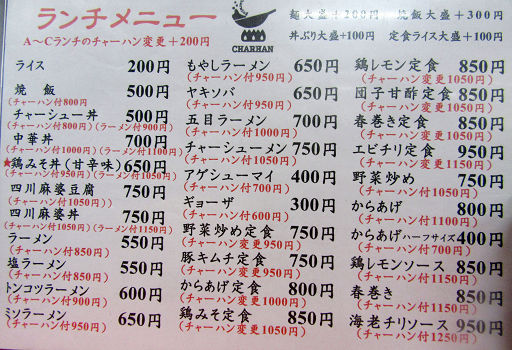 ランチメニュー
A～Cランチのチャーハン変更＋200円
CHARHAN
麺大盛＋200円 焼飯大盛＋300円
丼ぶり大盛＋100円 定食ライス大盛＋100円
ライス 200円
焼飯 500円
(チャーハン付800円)
チャーシュー丼 500円
(チャーハン付800円)(ラーメン付900円)
中華丼 700円
(チャーハン付1000円)(ラーメン付1100円)
★鶏みそ丼(甘辛味)650円
(チャーハン付950円)(ラーメン付1050円)
四川麻婆豆腐 750円
(チャーハン付1050円)
四川麻婆丼 750円
(チャーハン付1050円)(ラーメン付1150円)
ラーメン 550円
(チャーハン付850円)
塩ラーメン 550円
(チャーハン付850円)
トンコツラーメン 600円
(チャーハン付900円)
ミソラーメン 650円
(チャーハン付950円)
もやしラーメン 650円
(チャーハン付950円)
ヤキソバ 650円
(チャーハン付950円)
五目ラーメン 700円
(チャーハン付1000円)
チャーシューメン 750円
(チャーハン付1050円)
アゲシューマイ 400円
(チャーハン付700円)
ギョーザ 300円
(チャーハン付600円)
野菜炒め定食 750円
(チャーハン変更950円)
豚キムチ定食 750円
(チャーハン変更950円)
からあげ定食 800円
(チャーハン変更1000円)
鶏みそ定食 850円
(チャーハン変更1050円)
鶏レモン定食 850円
(チャーハン変更1050円)
団子甘酢定食 850円
(チャーハン変更1050円)
春巻き定食 850円
(チャーハン変更1050円)
エビチリ定食 950円
(チャーハン変更1150円)
野菜炒め 750円
(チャーハン付1050円)
からあげ 800円
(チャーハン付1100円)
からあげハーフサイズ 400円
(チャーハン付700円)
鶏レモンソース 850円
(チャーハン付1150円)
春巻き 850円
(チャーハン付1150円)
海老チリソース 950円
(チャーハン付1250円)